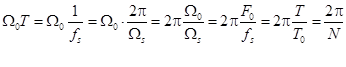 Ω₀T = Ω₀ 1/fₛ = Ω₀ · 2π/Ωₛ = 2π Ω₀/Ωₛ = 2π F₀/fₛ = 2π T/T₀ = 2π/N